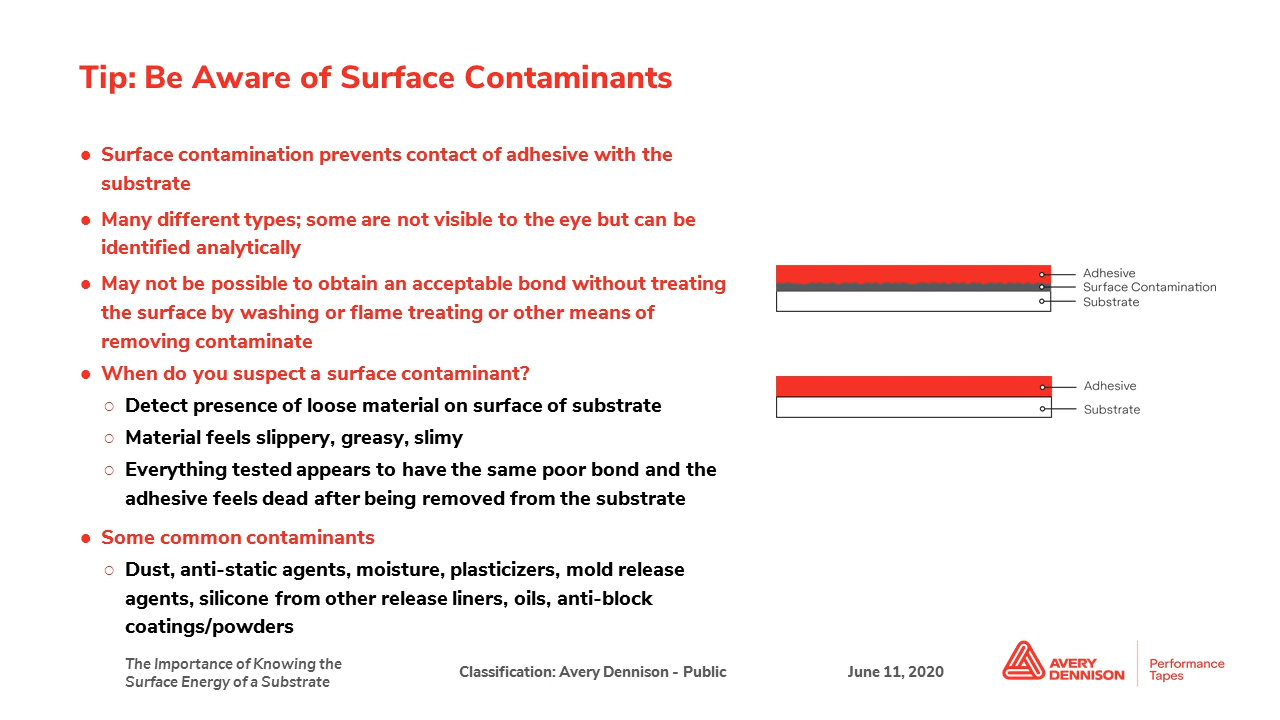 Tip: Be Aware of Surface Contaminants
● Surface contamination prevents contact of adhesive with the
substrate
● Many different types; some are not visible to the eye but can be
identified analytically
● May not be possible to obtain an acceptable bond without treating
the surface by washing or flame treating or other means of
removing contaminate
● When do you suspect a surface contaminant?
○ Detect presence of loose material on surface of substrate
○ Material feels slippery, greasy, slimy
○ Everything tested appears to have the same poor bond and the
adhesive feels dead after being removed from the substrate
● Some common contaminants
○ Dust, anti-static agents, moisture, plasticizers, mold release
agents, silicone from other release liners, oils, anti-block
coatings/powders
Adhesive
Surface Contamination
Substrate
Adhesive
Substrate
The Importance of Knowing the
Surface Energy of a Substrate
Classification: Avery Dennison - Public
June 11, 2020
AVERY
DENNISON
Performance
Tapes